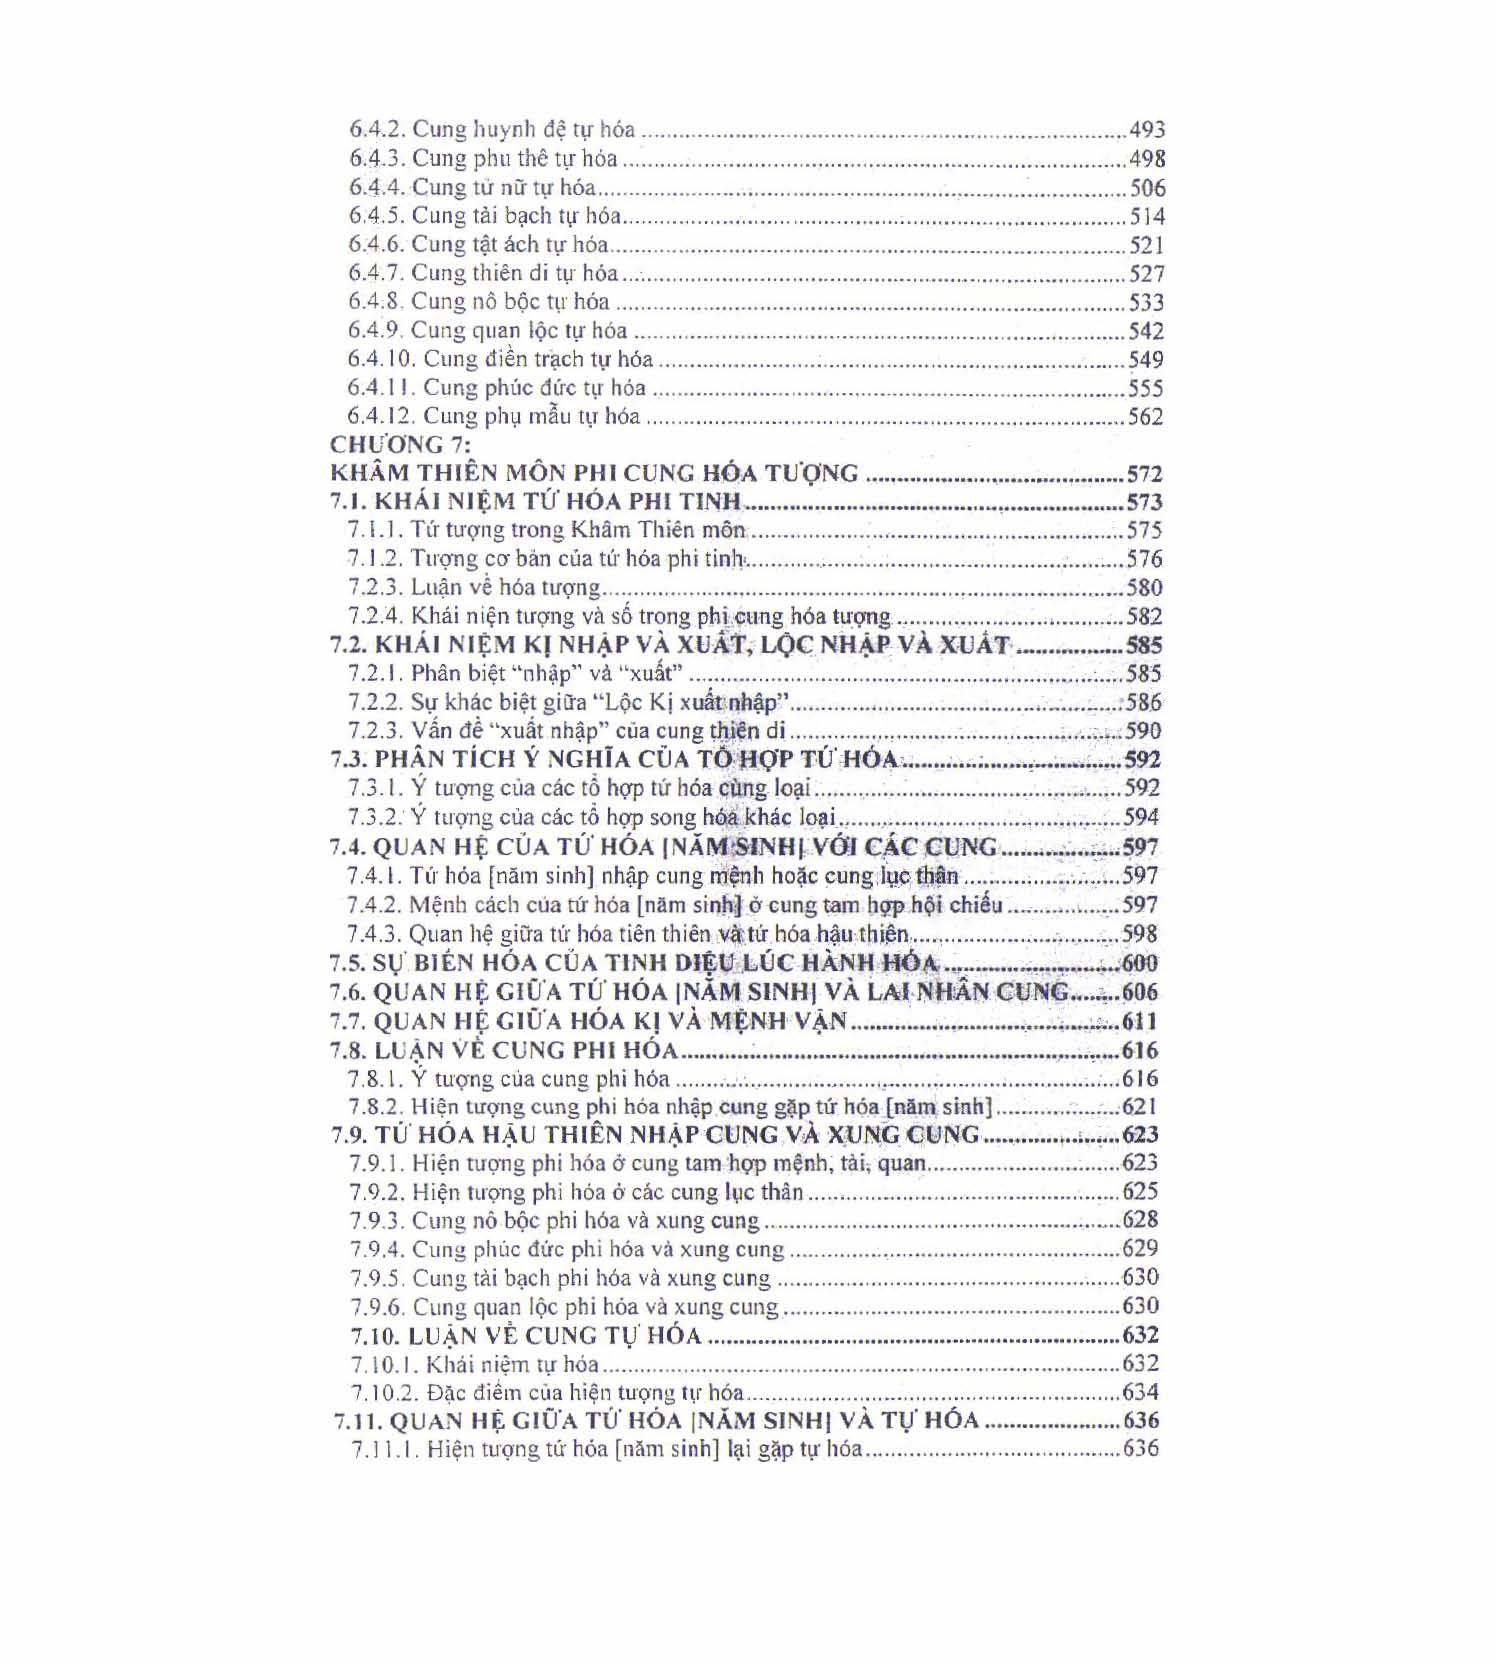 6.4.2. Cung huynh đệ tự hóa ........ 493
6.4.3. Cung phu thê tự hóa ........ 498
6.4.4. Cung tử nữ tự hóa ........ 506
6.4.5. Cung tài bạch tự hóa ........ 514
6.4.6. Cung tật ách tự hóa ........ 521
6.4.7. Cung thiên di tự hóa ........ 527
6.4.8. Cung nô bộc tự hóa ........ 533
6.4.9. Cung quan lộc tự hóa ........ 542
6.4.10. Cung điền trạch tự hóa ........ 549
6.4.11. Cung phúc đức tự hóa ........ 555
6.4.12. Cung phụ mẫu tự hóa ........ 562
CHƯƠNG 7:
KHÂM THIÊN MÔN PHI CUNG HÓA TƯỢNG ........ 572
7.1. KHÁI NIỆM TỨ HÓA PHI TINH ........ 573
7.1.1. Tứ tượng trong Khâm Thiên môn ........ 575
7.1.2. Tượng cơ bản của tứ hóa phi tinh ........ 576
7.2.3. Luận về hóa tượng ........ 580
7.2.4. Khái niện tượng và số trong phi cung hóa tượng ........ 582
7.2. KHÁI NIỆM KỊ NHẬP VÀ XUẤT, LỘC NHẬP VÀ XUẤT ........ 585
7.2.1. Phân biệt “nhập” và “xuất” ........ 585
7.2.2. Sự khác biệt giữa “Lộc Kị xuất nhập” ........ 586
7.2.3. Vấn đề “xuất nhập” của cung thiên di ........ 590
7.3. PHÂN TÍCH Ý NGHĨA CỦA TỔ HỢP TỨ HÓA ........ 592
7.3.1. Ý tượng của các tổ hợp tứ hóa cùng loại ........ 592
7.3.2. Ý tượng của các tổ hợp song hóa khác loại ........ 594
7.4. QUAN HỆ CỦA TỨ HÓA [NĂM SINH] VỚI CÁC CUNG ........ 597
7.4.1. Tứ hóa [năm sinh] nhập cung mệnh hoặc cung lục thân ........ 597
7.4.2. Mệnh cách của tứ hóa [năm sinh] ở cung tam hợp hội chiếu ........ 597
7.4.3. Quan hệ giữa tứ hóa tiên thiên và tứ hóa hậu thiên ........ 598
7.5. SỰ BIẾN HÓA CỦA TINH DIỆU LÚC HÀNH HÓA ........ 600
7.6. QUAN HỆ GIỮA TỨ HÓA [NĂM SINH] VÀ LAI NHÂN CUNG ........ 606
7.7. QUAN HỆ GIỮA HÓA KỊ VÀ MỆNH VẬN ........ 611
7.8. LUẬN VỀ CUNG PHI HÓA ........ 616
7.8.1. Ý tượng của cung phi hóa ........ 616
7.8.2. Hiện tượng cung phi hóa nhập cung gặp tứ hóa [năm sinh] ........ 621
7.9. TỨ HÓA HẬU THIÊN NHẬP CUNG VÀ XUNG CUNG ........ 623
7.9.1. Hiện tượng phi hóa ở cung tam hợp mệnh, tài, quan ........ 623
7.9.2. Hiện tượng phi hóa ở các cung lục thân ........ 625
7.9.3. Cung nô bộc phi hóa và xung cung ........ 628
7.9.4. Cung phúc đức phi hóa và xung cung ........ 629
7.9.5. Cung tài bạch phi hóa và xung cung ........ 630
7.9.6. Cung quan lộc phi hóa và xung cung ........ 630
7.10. LUẬN VỀ CUNG TỰ HÓA ........ 632
7.10.1. Khái niệm tự hóa ........ 632
7.10.2. Đặc điểm của hiện tượng tự hóa ........ 634
7.11. QUAN HỆ GIỮA TỨ HÓA [NĂM SINH] VÀ TỰ HÓA ........ 636
7.11.1. Hiện tượng tứ hóa [năm sinh] lại gặp tự hóa ........ 636